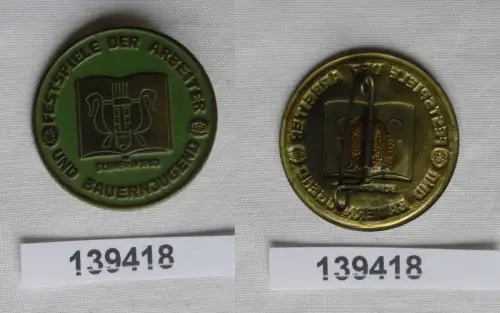 FESTSPIELE DER ARBEITER
UND BAUERNJUGEND
139418
139418